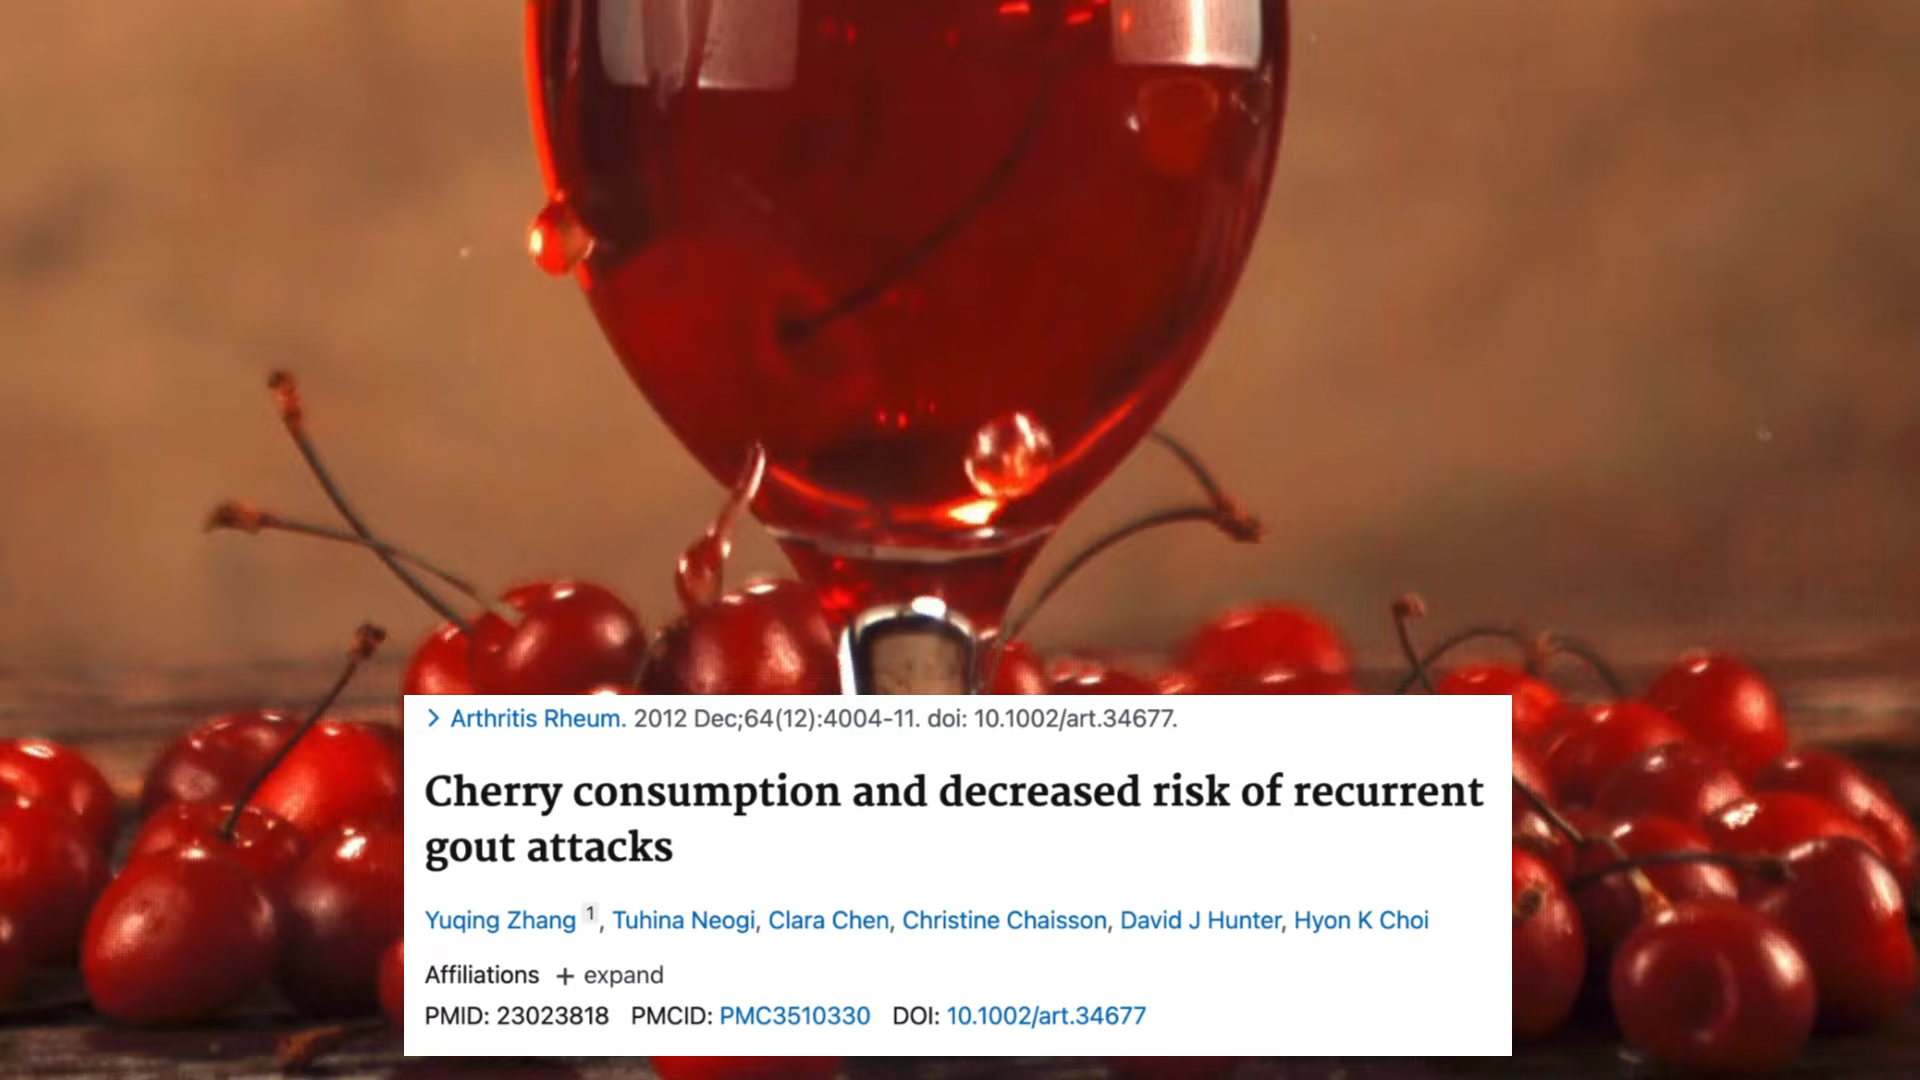 > Arthritis Rheum. 2012 Dec;64(12):4004-11. doi: 10.1002/art.34677.
Cherry consumption and decreased risk of recurrent
gout attacks
Yuqing Zhang 1, Tuhina Neogi, Clara Chen, Christine Chaisson, David J Hunter, Hyon K Choi
Affiliations + expand
PMID: 23023818 PMCID: PMC3510330 DOI: 10.1002/art.34677